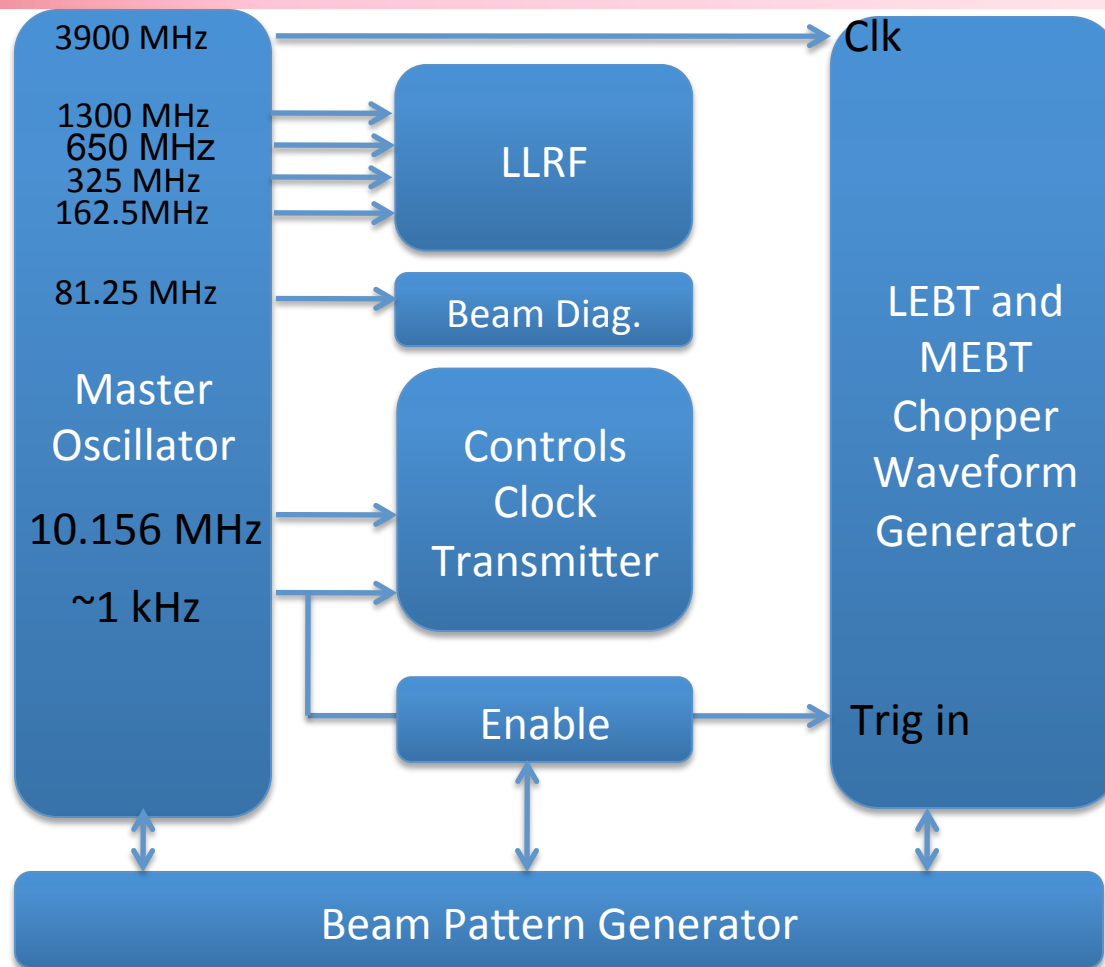 3900 MHz
1300 MHz
650 MHz
325 MHz
162.5MHz
81.25 MHz
Master
Oscillator
10.156 MHz
~1 kHz
LLRF
Beam Diag.
Controls
Clock
Transmitter
Enable
Clk
LEBT and
MEBT
Chopper
Waveform
Generator
Trig in
Beam Pattern Generator